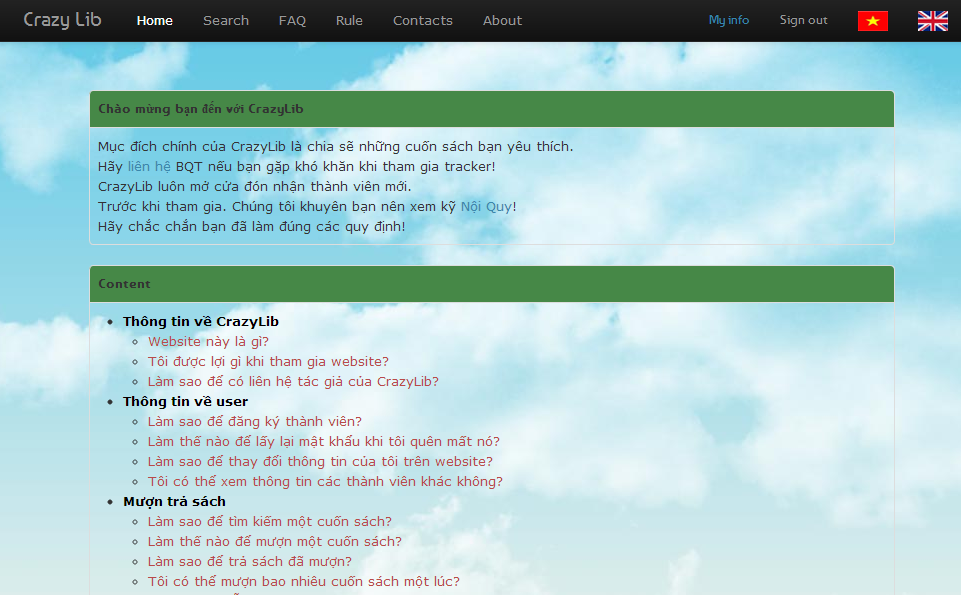 Crazy Lib Home Search FAQ Rule Contacts About My info Sign out
Chào mừng bạn đến với CrazyLib
Mục đích chính của CrazyLib là chia sẽ những cuốn sách bạn yêu thích.
Hãy liên hệ BQT nếu bạn gặp khó khăn khi tham gia tracker!
CrazyLib luôn mở cửa đón nhận thành viên mới.
Trước khi tham gia. Chúng tôi khuyên bạn nên xem kỹ Nội Quy!
Hãy chắc chắn bạn đã làm đúng các quy định!
Content
Thông tin về CrazyLib
Website này là gì?
Tôi được lợi gì khi tham gia website?
Làm sao để có liên hệ tác giả của CrazyLib?
Thông tin về user
Làm sao để đăng ký thành viên?
Làm thế nào để lấy lại mật khẩu khi tôi quên mất nó?
Làm sao để thay đổi thông tin của tôi trên website?
Tôi có thể xem thông tin các thành viên khác không?
Mượn trả sách
Làm sao để tìm kiếm một cuốn sách?
Làm thế nào để mượn một cuốn sách?
Làm sao để trả sách đã mượn?
Tôi có thể mượn bao nhiêu cuốn sách một lúc?